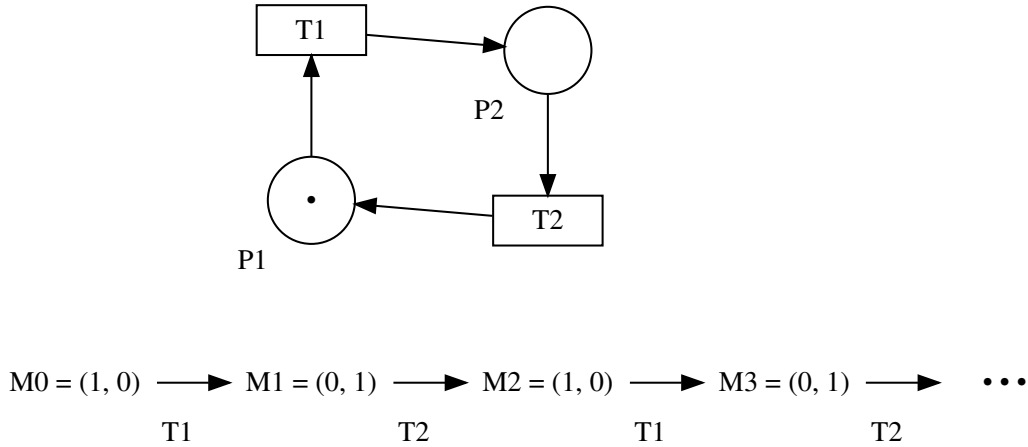 T1
P2
T2
P1
M0 = (1, 0) M1 = (0, 1) M2 = (1, 0) M3 = (0, 1) •••
T1 T2 T1 T2